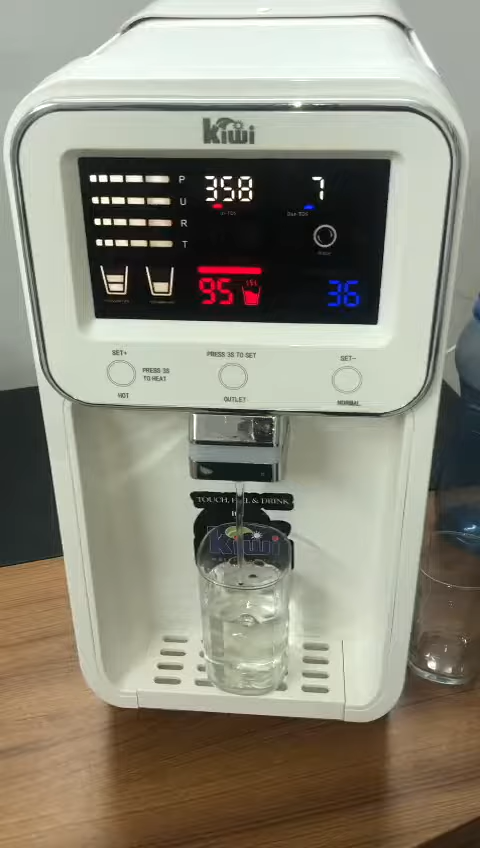 Kiwi
P
358
7
U
R
T
95
36
SET+
PRESS 3S TO SET
SET-
PRESS 3S
TO HEAT
HOT
OUTLET
NORMAL
TOUCH, FILL & DRINK
Kiwi